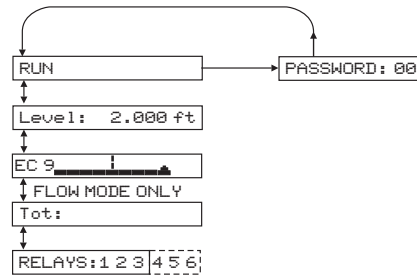 RUN
PASSWORD: 00
Level: 2.000 ft
EC 9
FLOW MODE ONLY
Tot:
RELAYS:1 2 3 4 5 6